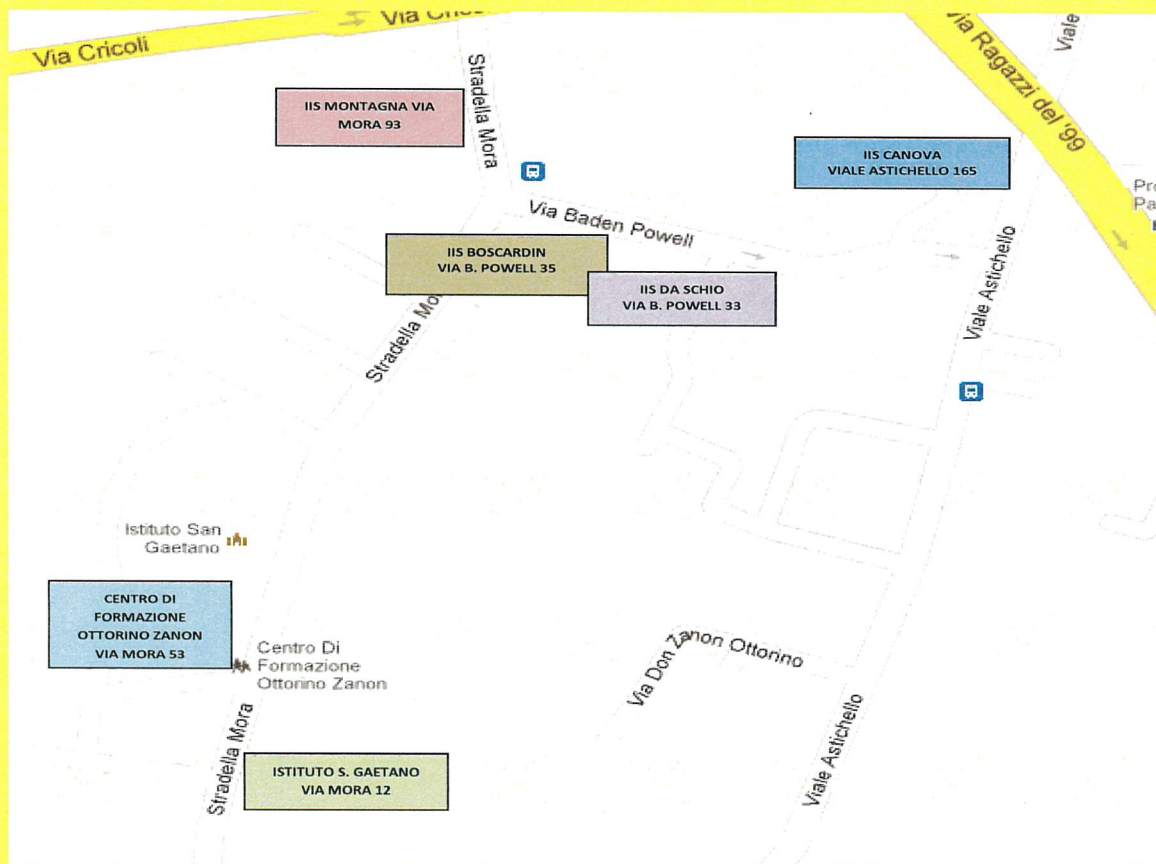 Via Cricoli
Via Cricoli
Via Ragazzi del '99
Viale
Stradella Mora
IIS MONTAGNA VIA
MORA 93
IIS CANOVA
VIALE ASTICHELLO 165
Via Baden Powell
IIS BOSCARDIN
VIA B. POWELL 35
IIS DA SCHIO
VIA B. POWELL 33
Viale Astichello
Stradella Mora
Istituto San
Gaetano
CENTRO DI
FORMAZIONE
OTTORINO ZANON
VIA MORA 53
Centro Di
Formazione
Ottorino Zanon
Via Don Zanon Ottorino
Stradella Mora
Viale Astichello
ISTITUTO S. GAETANO
VIA MORA 12